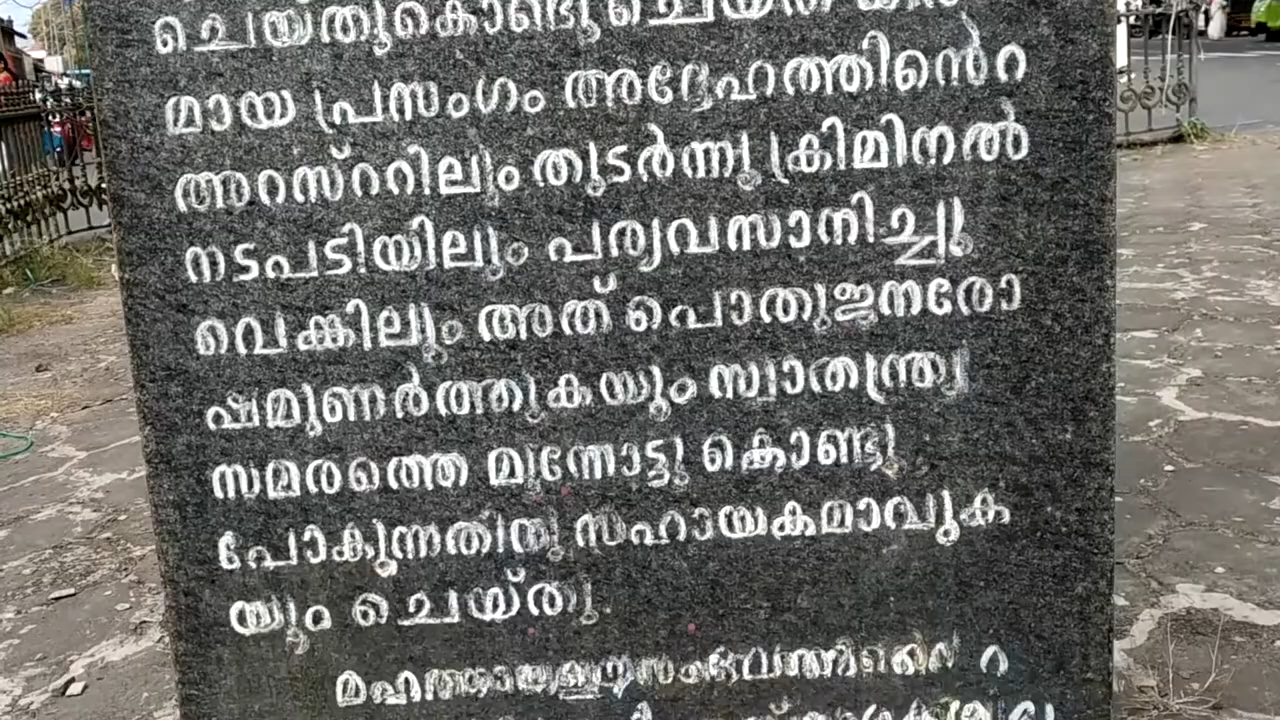 ചെയ്തുകൊണ്ടു ചെയ്ത
മായ പ്രസംഗം അദ്ദേഹത്തിൻെറ
അറസ്ററിലും തുടർന്നു ക്രിമിനൽ
നടപടിയിലും പര്യവസാനിച്ചു
വെങ്കിലും അത് പൊതുജനരോ
ഷമുണർത്തുകയും സ്വാതന്ത്ര്യ
സമരത്തെ മുന്നോട്ടു കൊണ്ടു
പോകുന്നതിനു സഹായകമാവുക
യും ചെയ്തു.